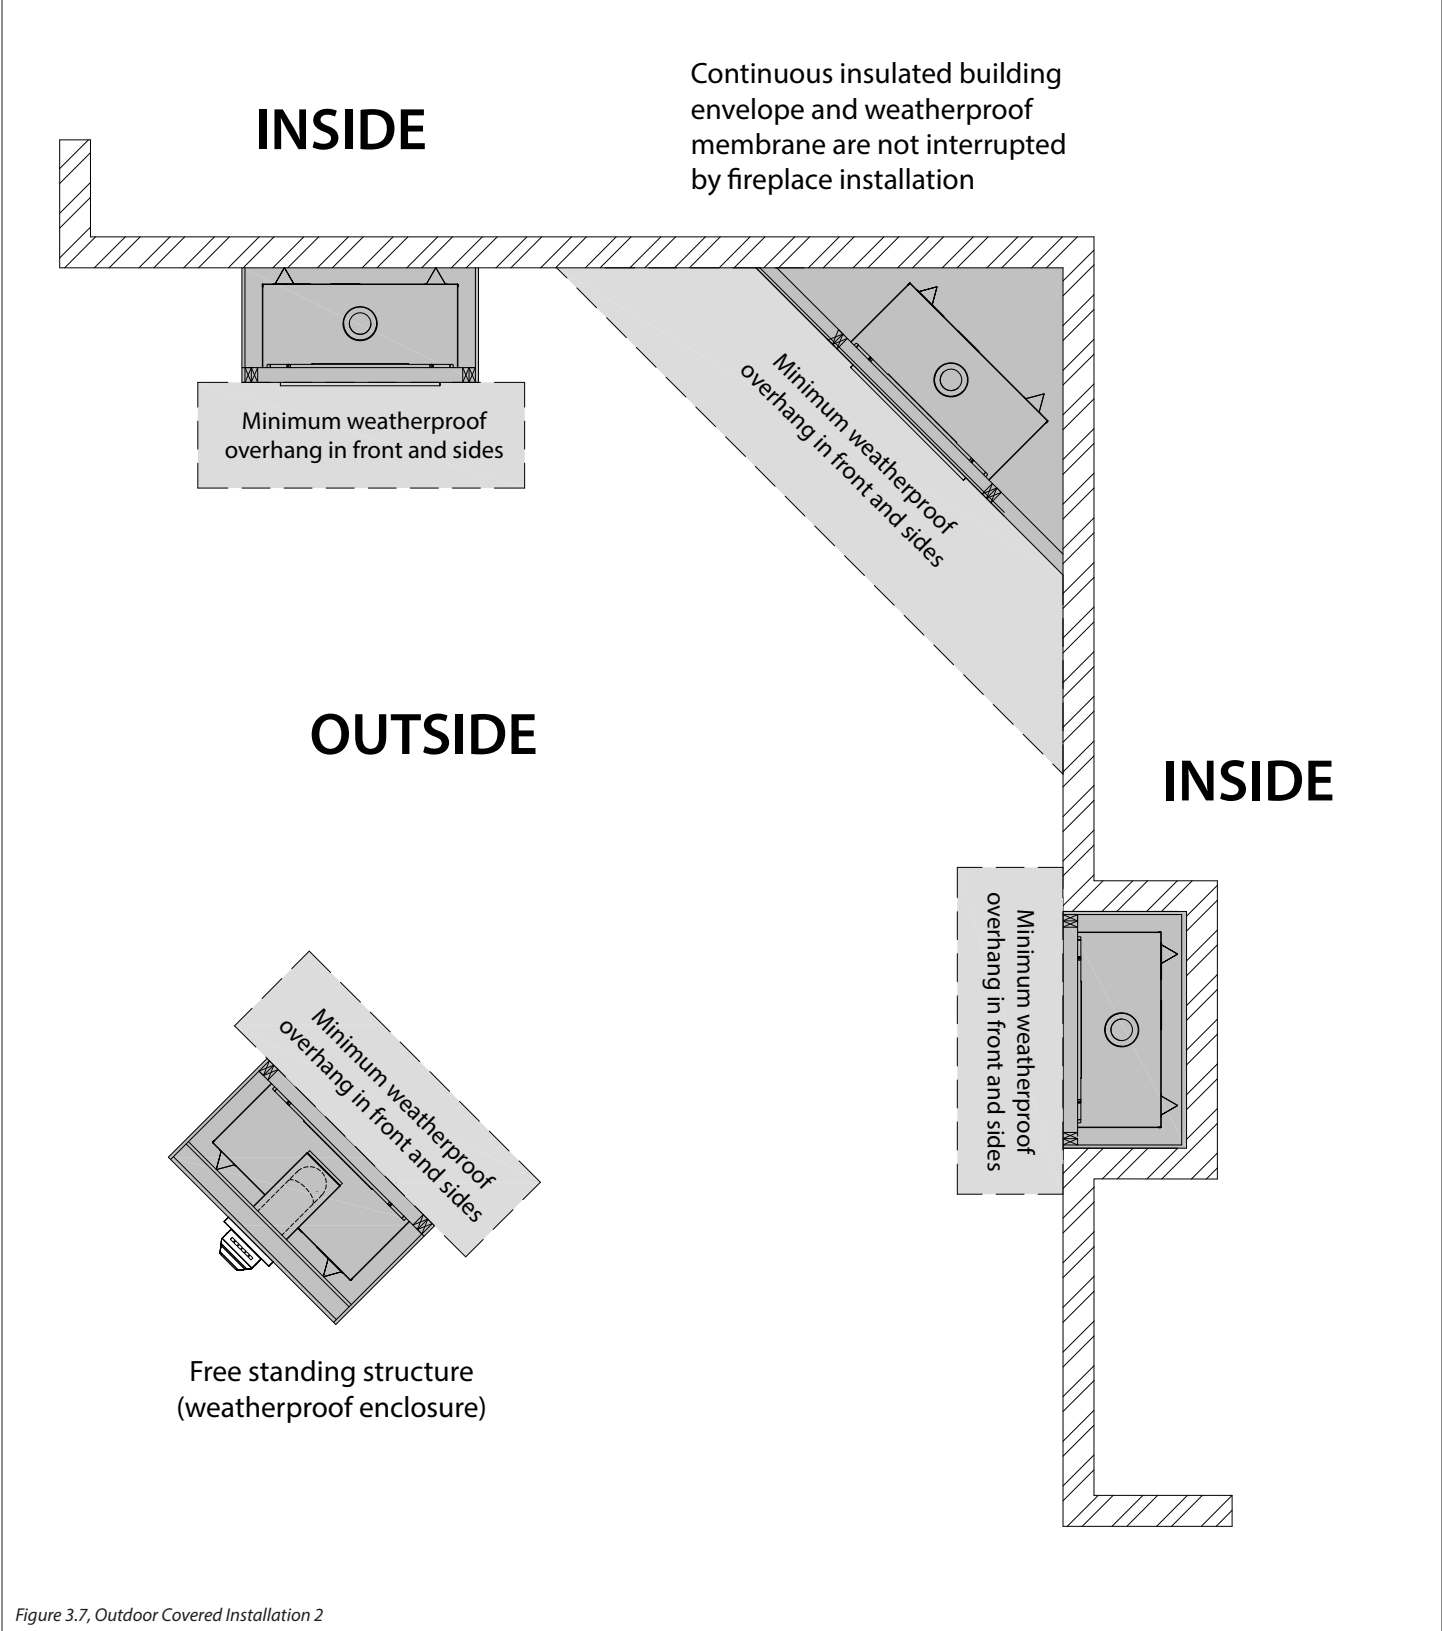 INSIDE
Continuous insulated building
envelope and weatherproof
membrane are not interrupted
by fireplace installation
Minimum weatherproof
overhang in front and sides
Minimum weatherproof
overhang in front and sides
OUTSIDE
INSIDE
Minimum weatherproof
overhang in front and sides
Minimum weatherproof
overhang in front and sides
Free standing structure
(weatherproof enclosure)
Figure 3.7, Outdoor Covered Installation 2